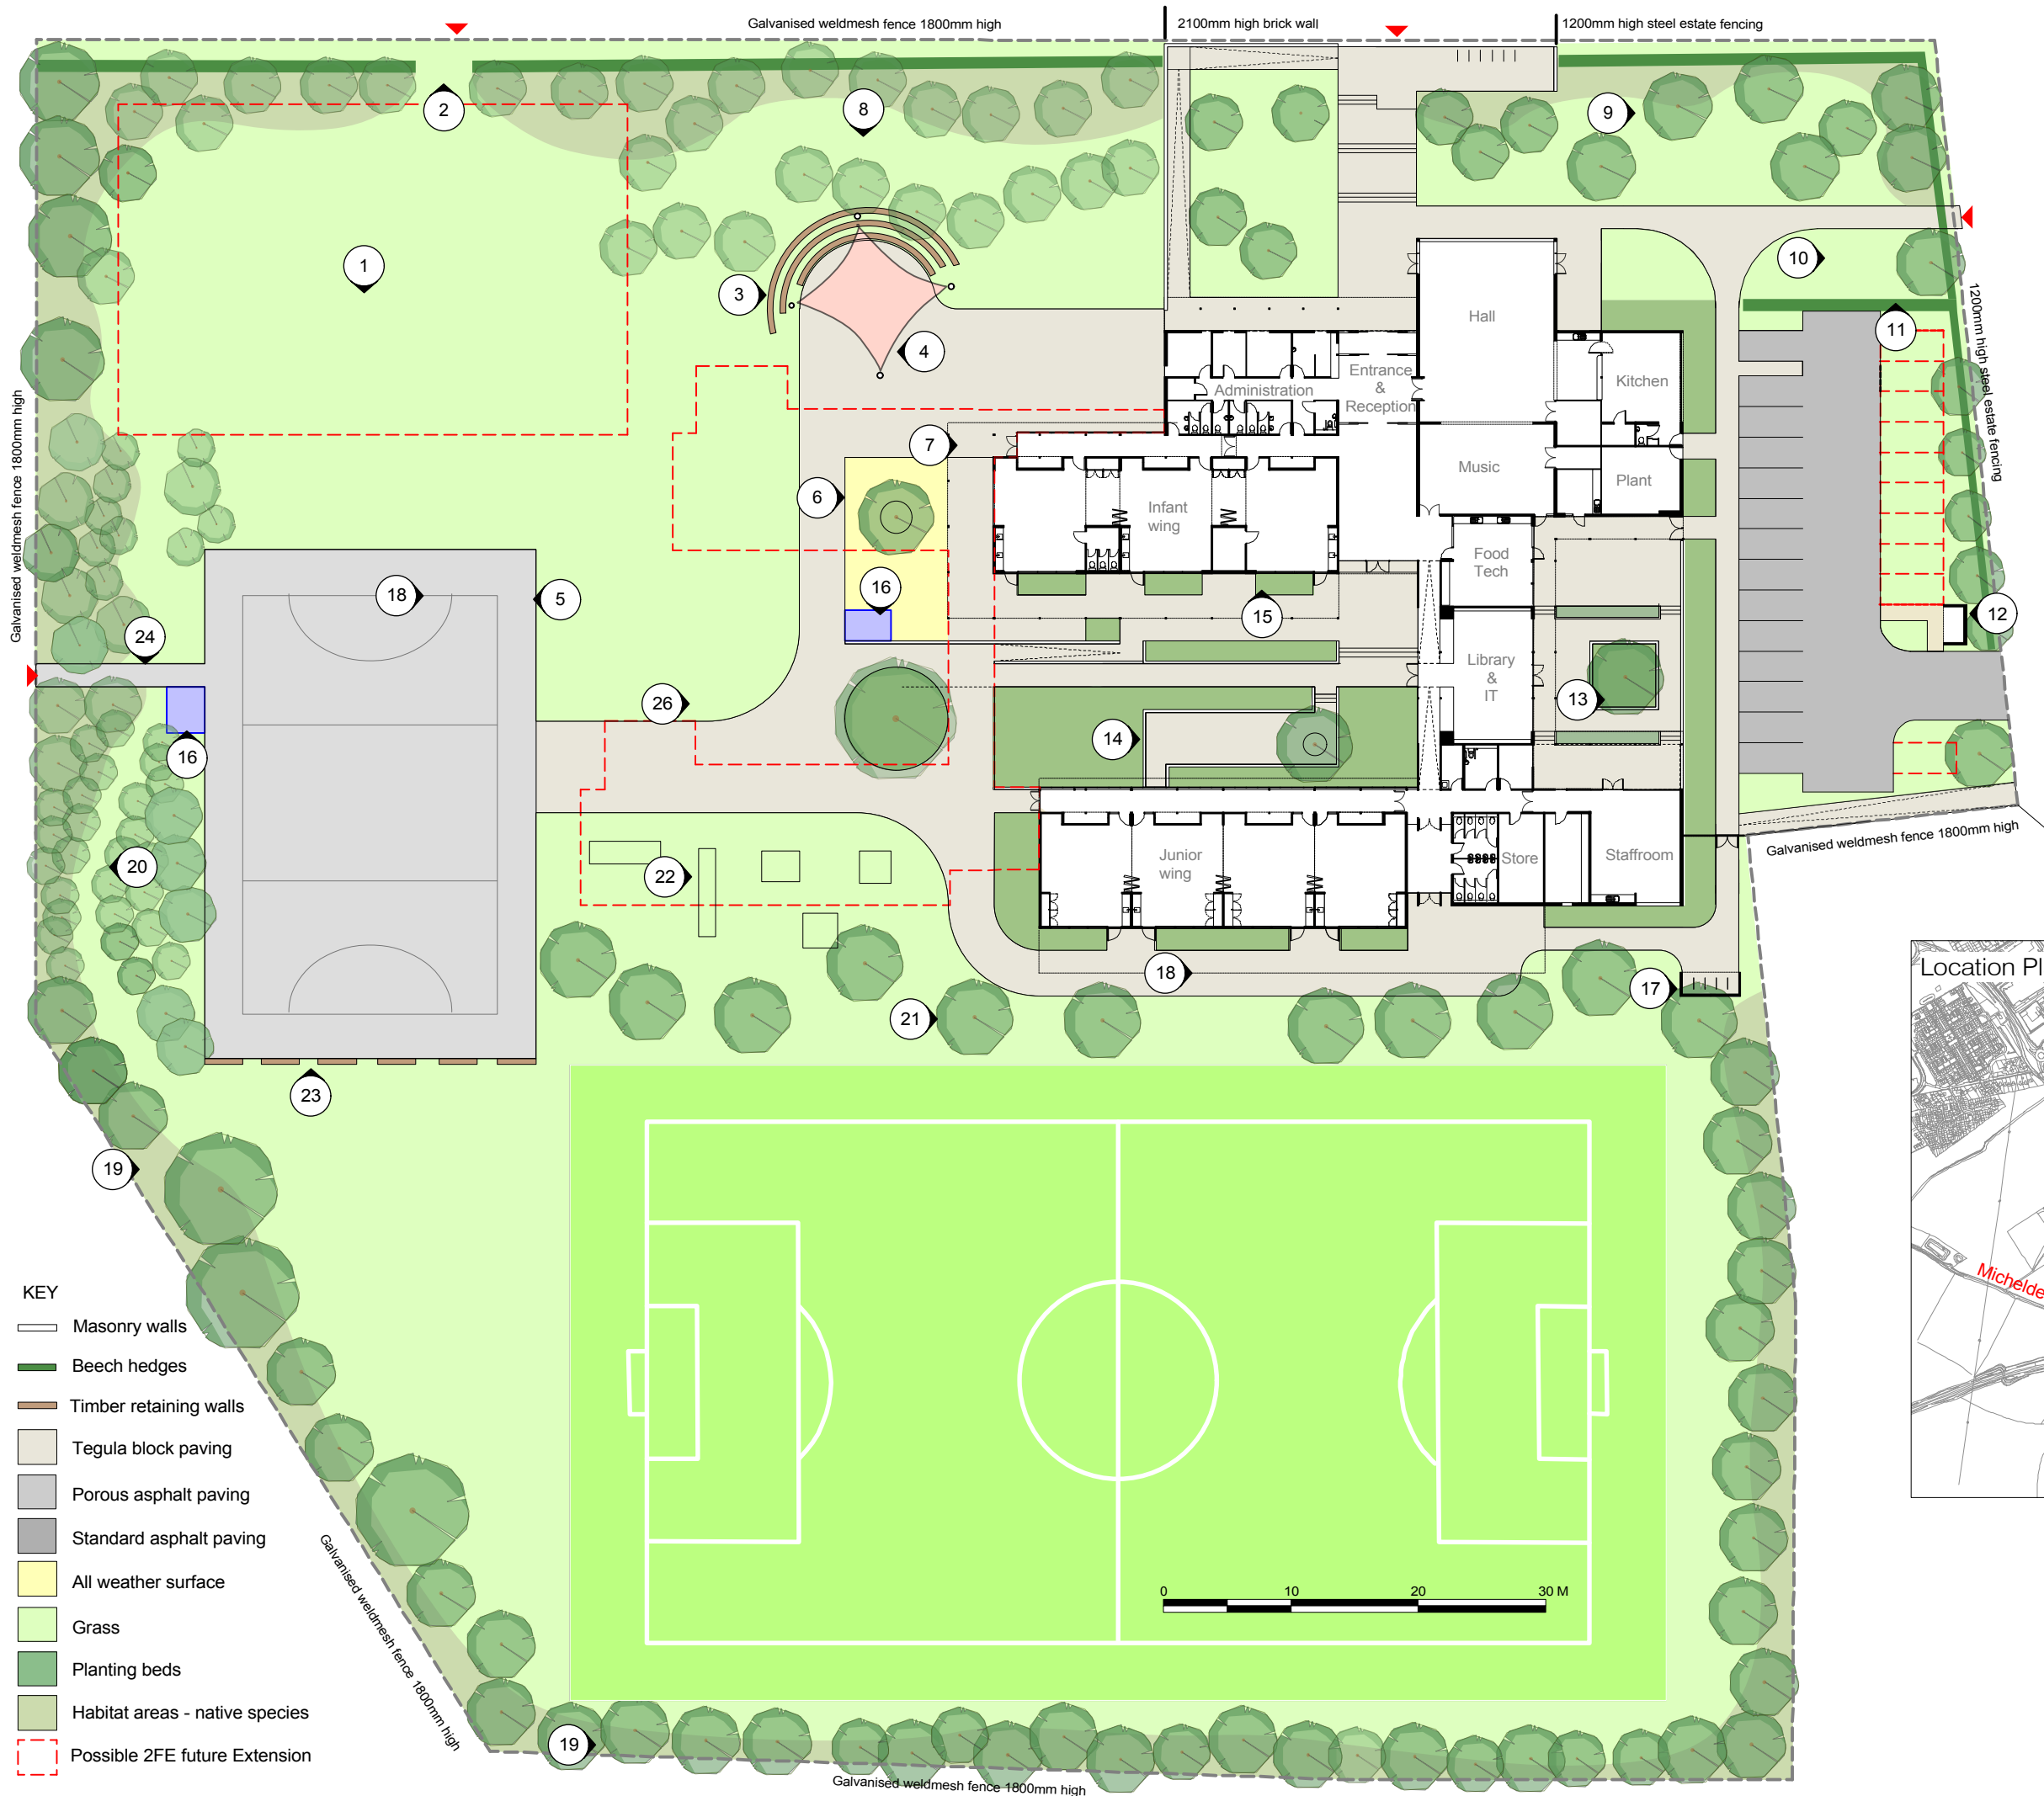 Galvanised weldmesh fence 1800mm high
2100mm high brick wall
1200mm high steel estate fencing
2
8
9
1
3
10
4
11
Hall
Entrance
&
Reception
Administration
Kitchen
1200mm high steel estate fencing
Galvanised weldmesh fence 1800mm high
7
6
Music
Plant
Infant
wing
Food
Tech
18
5
16
15
12
24
Library
&
IT
26
13
14
16
20
22
Junior
wing
Store
Staffroom
Galvanised weldmesh fence 1800mm high
18
17
21
Location Pl
23
19
Michelde
KEY
Masonry walls
Beech hedges
Timber retaining walls
Tegula block paving
Porous asphalt paving
Standard asphalt paving
All weather surface
Grass
Planting beds
Habitat areas - native species
Possible 2FE future Extension
Galvanised weldmesh fence 1800mm high
0 10 20 30 M
19
Galvanised weldmesh fence 1800mm high